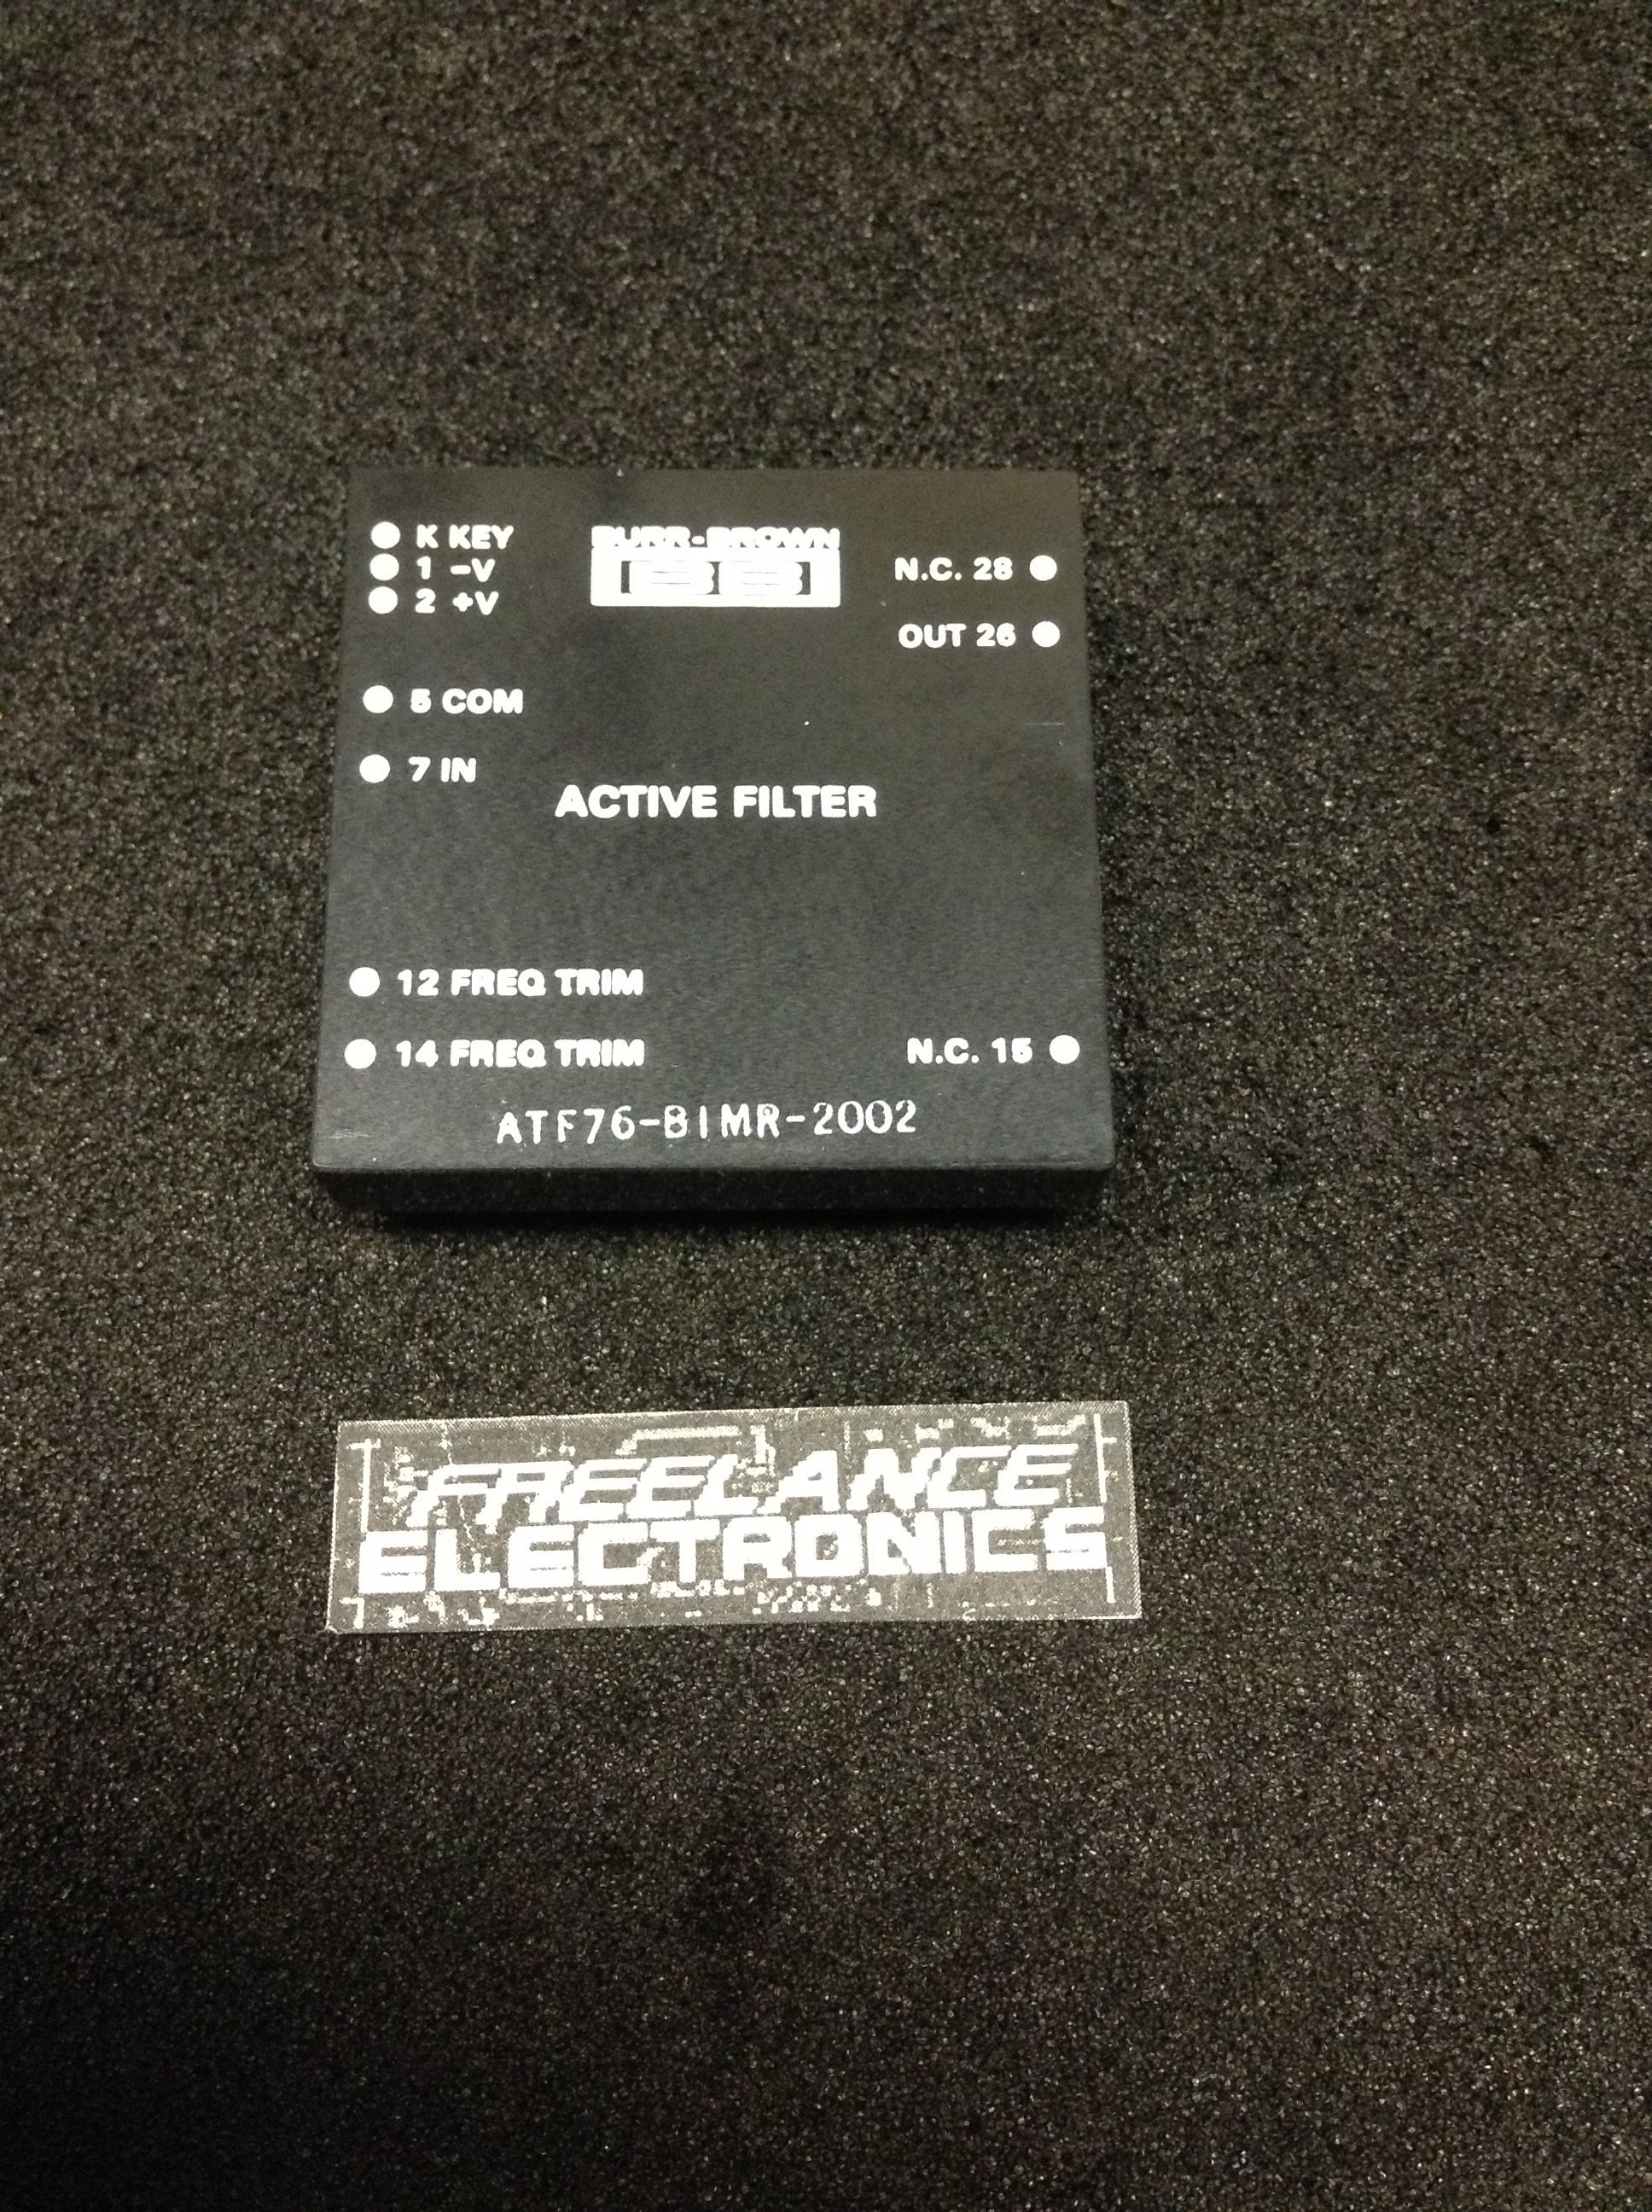 K KEY
1 -V
2 +V
BURR-BROWN
BB
N.C. 28
OUT 26
5 COM
7 IN
ACTIVE FILTER
12 FREQ TRIM
14 FREQ TRIM
N.C. 15
ATF76-B1MR-2002
FREELANCE
ELECTRONICS